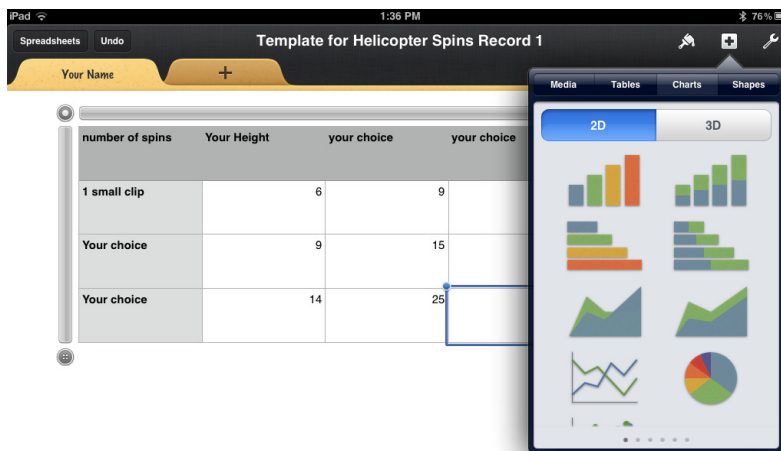 iPad 1:36 PM 76%
Spreadsheets Undo Template for Helicopter Spins Record 1
Your Name +
Media Tables Charts Shapes
2D 3D
number of spins Your Height your choice your choice
1 small clip 6 9
Your choice 9 15
Your choice 14 25